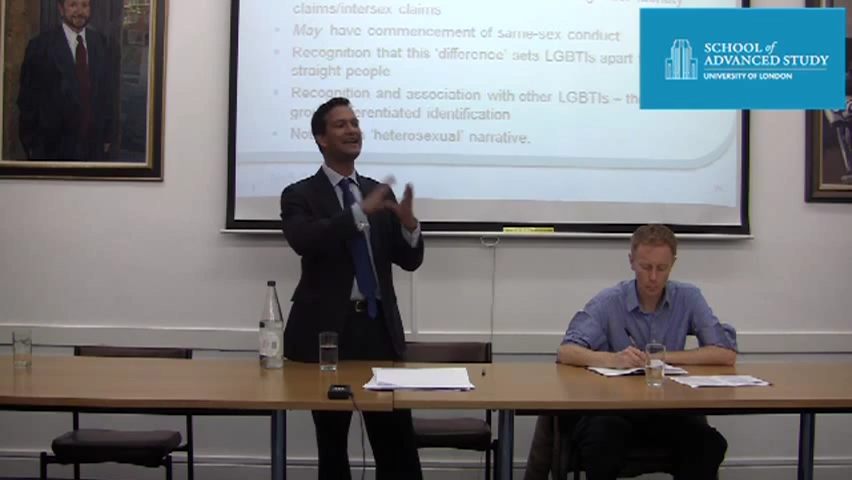 claims/intersex claims
May have commencement of same-sex conduct
Recognition that this 'difference' sets LGBTIs apart
straight people
Recognition and association with other LGBTIs –
identification
'heterosexual' narrative.
SCHOOL of
ADVANCED STUDY
UNIVERSITY OF LONDON